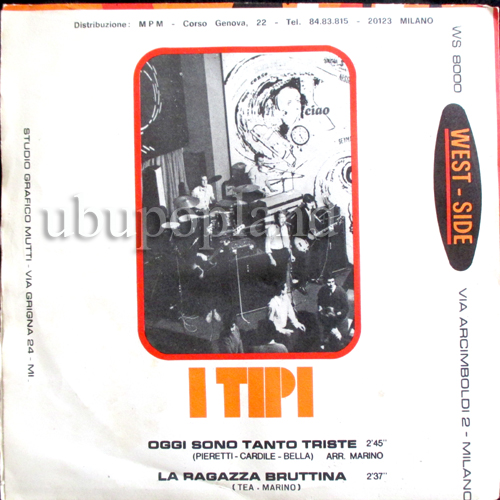 Distribuzione: MPM - Corso Genova, 22 - Tel. 84.83.815 - 20123 MILANO
WS 8000
WEST - SIDE
VIA ARCIMBOLDI 2 - MILANO
STUDIO GRAFICO MUTTI - VIA GRIGNA 24 - MI.
ciao
ubupopland
I TIPI
OGGI SONO TANTO TRISTE 2'45"
(PIERETTI - CARDILE - BELLA) ARR. MARINO
LA RAGAZZA BRUTTINA 2'37"
(TEA - MARINO)